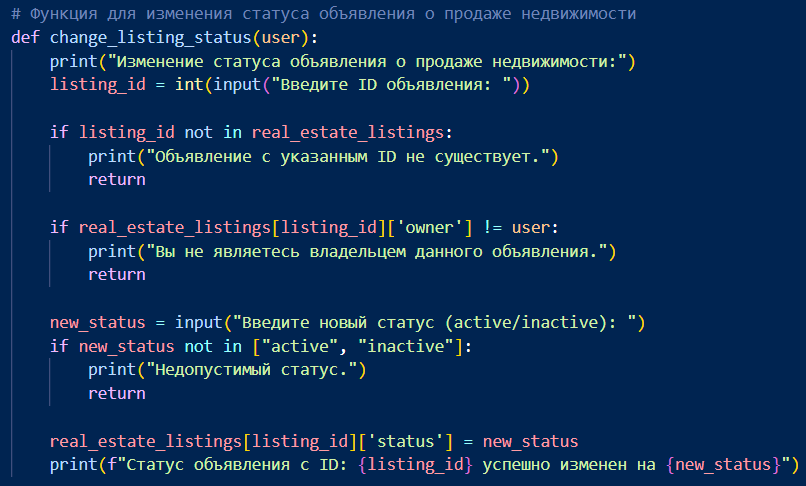 # Функция для изменения статуса объявления о продаже недвижимости
def change_listing_status(user):
    print("Изменение статуса объявления о продаже недвижимости:")
    listing_id = int(input("Введите ID объявления: "))

    if listing_id not in real_estate_listings:
        print("Объявление с указанным ID не существует.")
        return

    if real_estate_listings[listing_id]['owner'] != user:
        print("Вы не являетесь владельцем данного объявления.")
        return

    new_status = input("Введите новый статус (active/inactive): ")
    if new_status not in ["active", "inactive"]:
        print("Недопустимый статус.")
        return

    real_estate_listings[listing_id]['status'] = new_status
    print(f"Статус объявления с ID: {listing_id} успешно изменен на {new_status}")